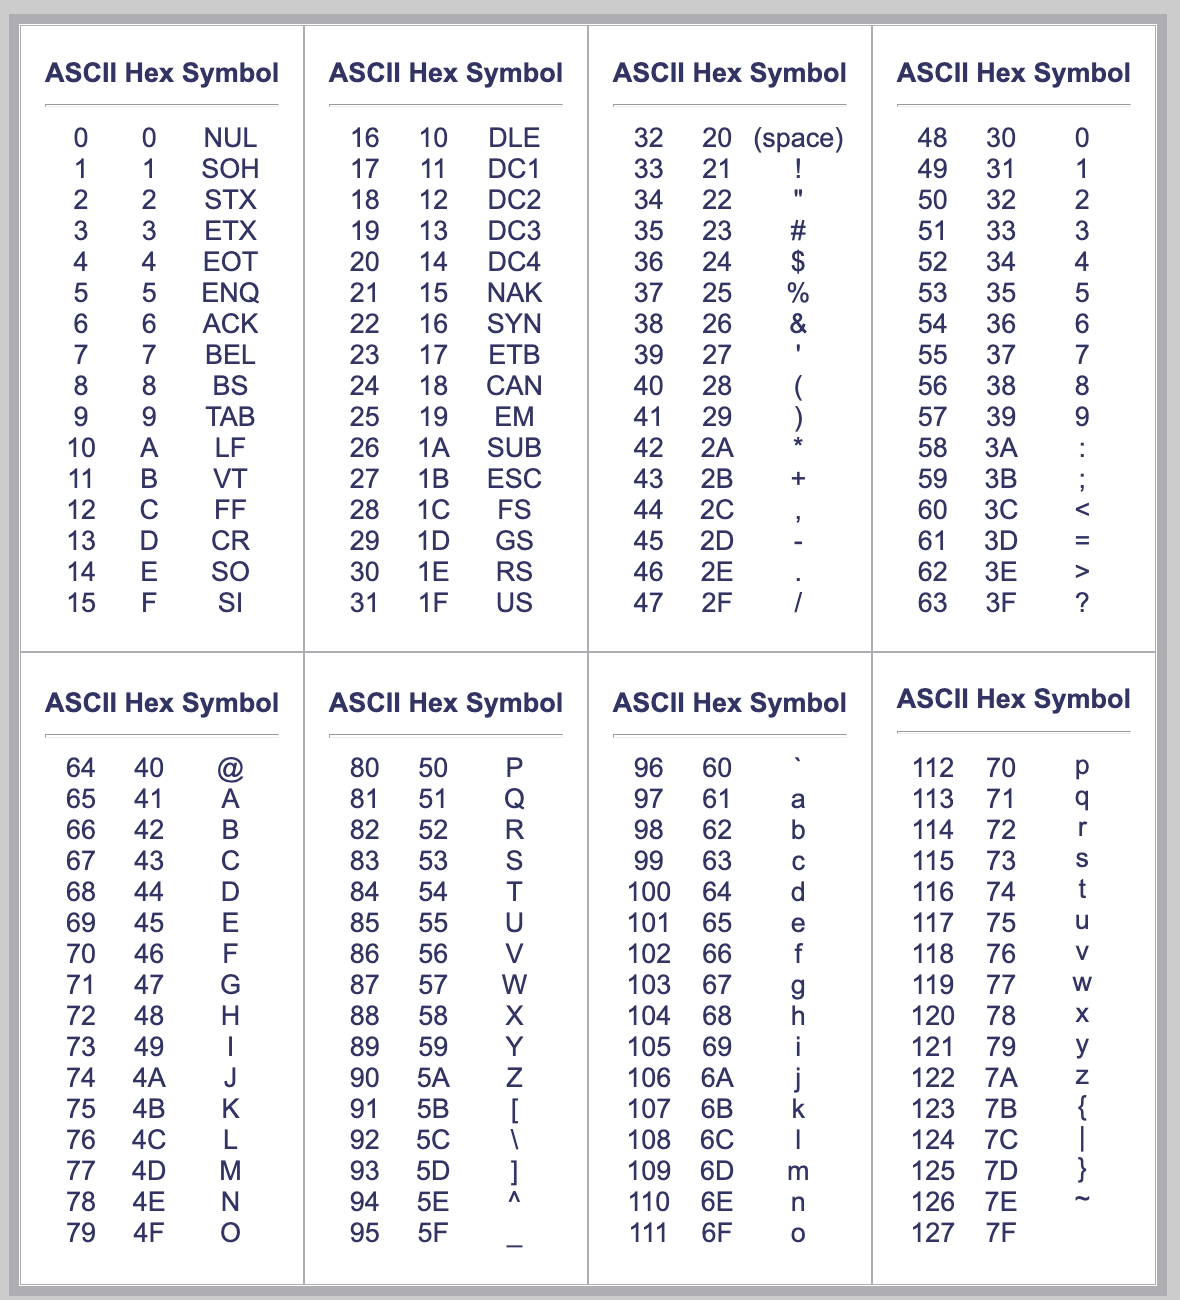 ASCII Hex Symbol
0 0 NUL
1 1 SOH
2 2 STX
3 3 ETX
4 4 EOT
5 5 ENQ
6 6 ACK
7 7 BEL
8 8 BS
9 9 TAB
10 A LF
11 B VT
12 C FF
13 D CR
14 E SO
15 F SI
ASCII Hex Symbol
16 10 DLE
17 11 DC1
18 12 DC2
19 13 DC3
20 14 DC4
21 15 NAK
22 16 SYN
23 17 ETB
24 18 CAN
25 19 EM
26 1A SUB
27 1B ESC
28 1C FS
29 1D GS
30 1E RS
31 1F US
ASCII Hex Symbol
32 20 (space)
33 21 !
34 22 "
35 23 #
36 24 $
37 25 %
38 26 &
39 27 '
40 28 (
41 29 )
42 2A *
43 2B +
44 2C ,
45 2D -
46 2E .
47 2F /
ASCII Hex Symbol
48 30 0
49 31 1
50 32 2
51 33 3
52 34 4
53 35 5
54 36 6
55 37 7
56 38 8
57 39 9
58 3A :
59 3B ;
60 3C <
61 3D =
62 3E >
63 3F ?
ASCII Hex Symbol
64 40 @
65 41 A
66 42 B
67 43 C
68 44 D
69 45 E
70 46 F
71 47 G
72 48 H
73 49 I
74 4A J
75 4B K
76 4C L
77 4D M
78 4E N
79 4F O
ASCII Hex Symbol
80 50 P
81 51 Q
82 52 R
83 53 S
84 54 T
85 55 U
86 56 V
87 57 W
88 58 X
89 59 Y
90 5A Z
91 5B [
92 5C \
93 5D ]
94 5E ^
95 5F _
ASCII Hex Symbol
96 60 `
97 61 a
98 62 b
99 63 c
100 64 d
101 65 e
102 66 f
103 67 g
104 68 h
105 69 i
106 6A j
107 6B k
108 6C l
109 6D m
110 6E n
111 6F o
ASCII Hex Symbol
112 70 p
113 71 q
114 72 r
115 73 s
116 74 t
117 75 u
118 76 v
119 77 w
120 78 x
121 79 y
122 7A z
123 7B {
124 7C |
125 7D }
126 7E ~
127 7F